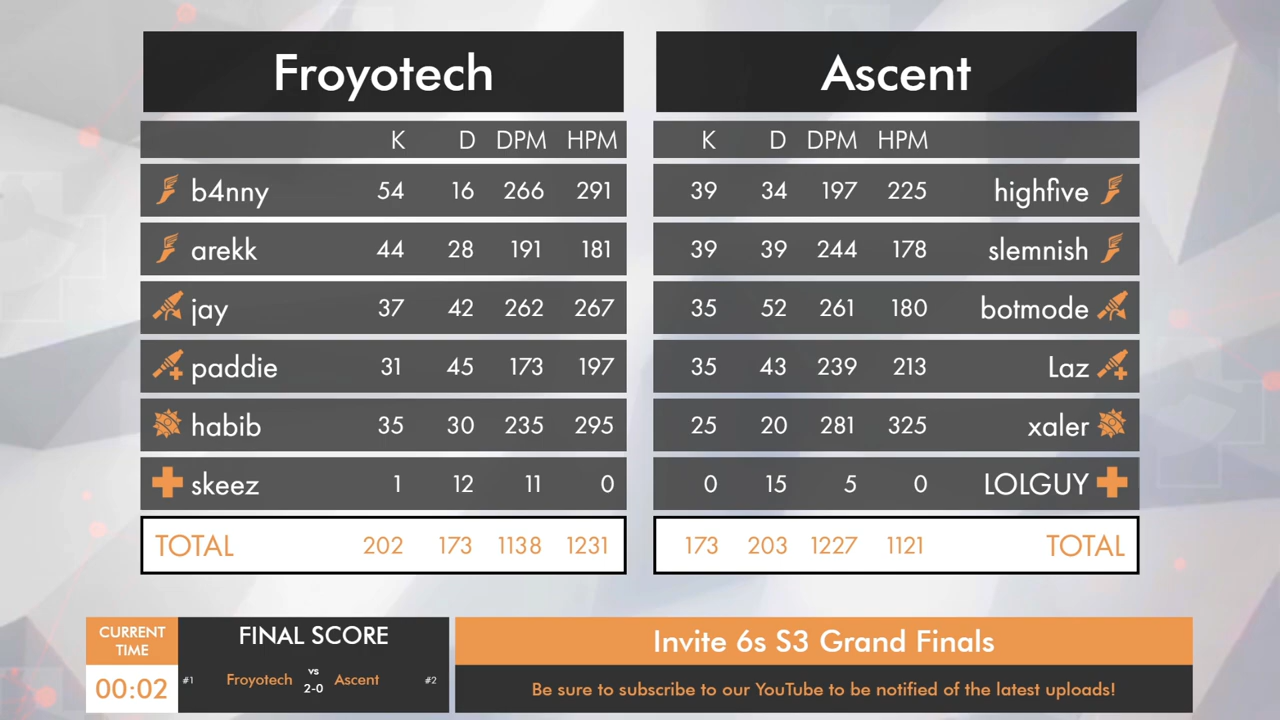 Froyotech
K D DPM HPM
b4nny 54 16 266 291
arekk 44 28 191 181
jay 37 42 262 267
paddie 31 45 173 197
habib 35 30 235 295
skeez 1 12 11 0
TOTAL 202 173 1138 1231
Ascent
K D DPM HPM
39 34 197 225 highfive
39 39 244 178 slemnish
35 52 261 180 botmode
35 43 239 213 Laz
25 20 281 325 xaler
0 15 5 0 LOLGUY
173 203 1227 1121 TOTAL
CURRENT
TIME
00:02
FINAL SCORE
#1 Froyotech vs Ascent #2
2-0
Invite 6s S3 Grand Finals
Be sure to subscribe to our YouTube to be notified of the latest uploads!